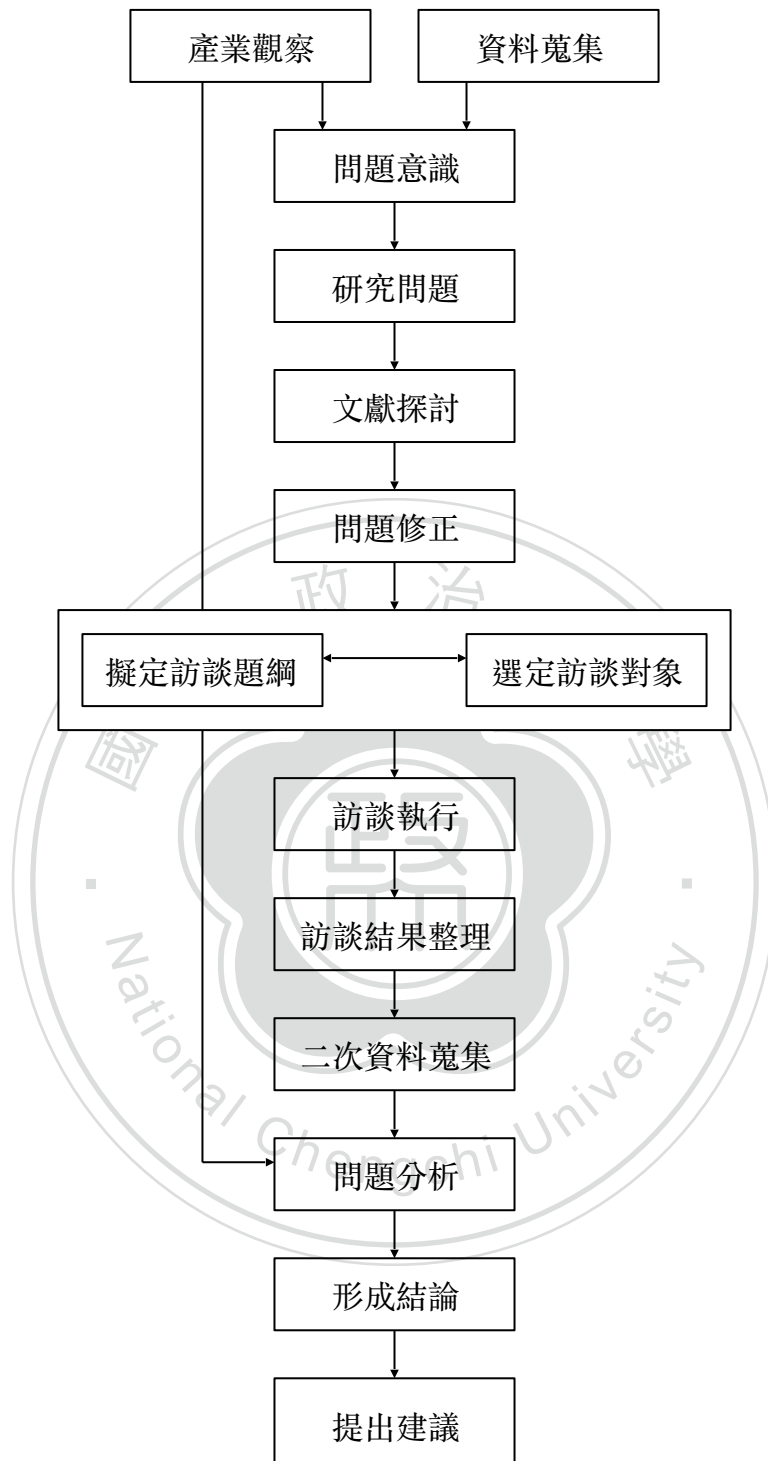 產業觀察
資料蒐集
問題意識
研究問題
文獻探討
問題修正
擬定訪談題綱
選定訪談對象
訪談執行
訪談結果整理
二次資料蒐集
問題分析
形成結論
提出建議
國
政
治
學
政
National Chengchi University